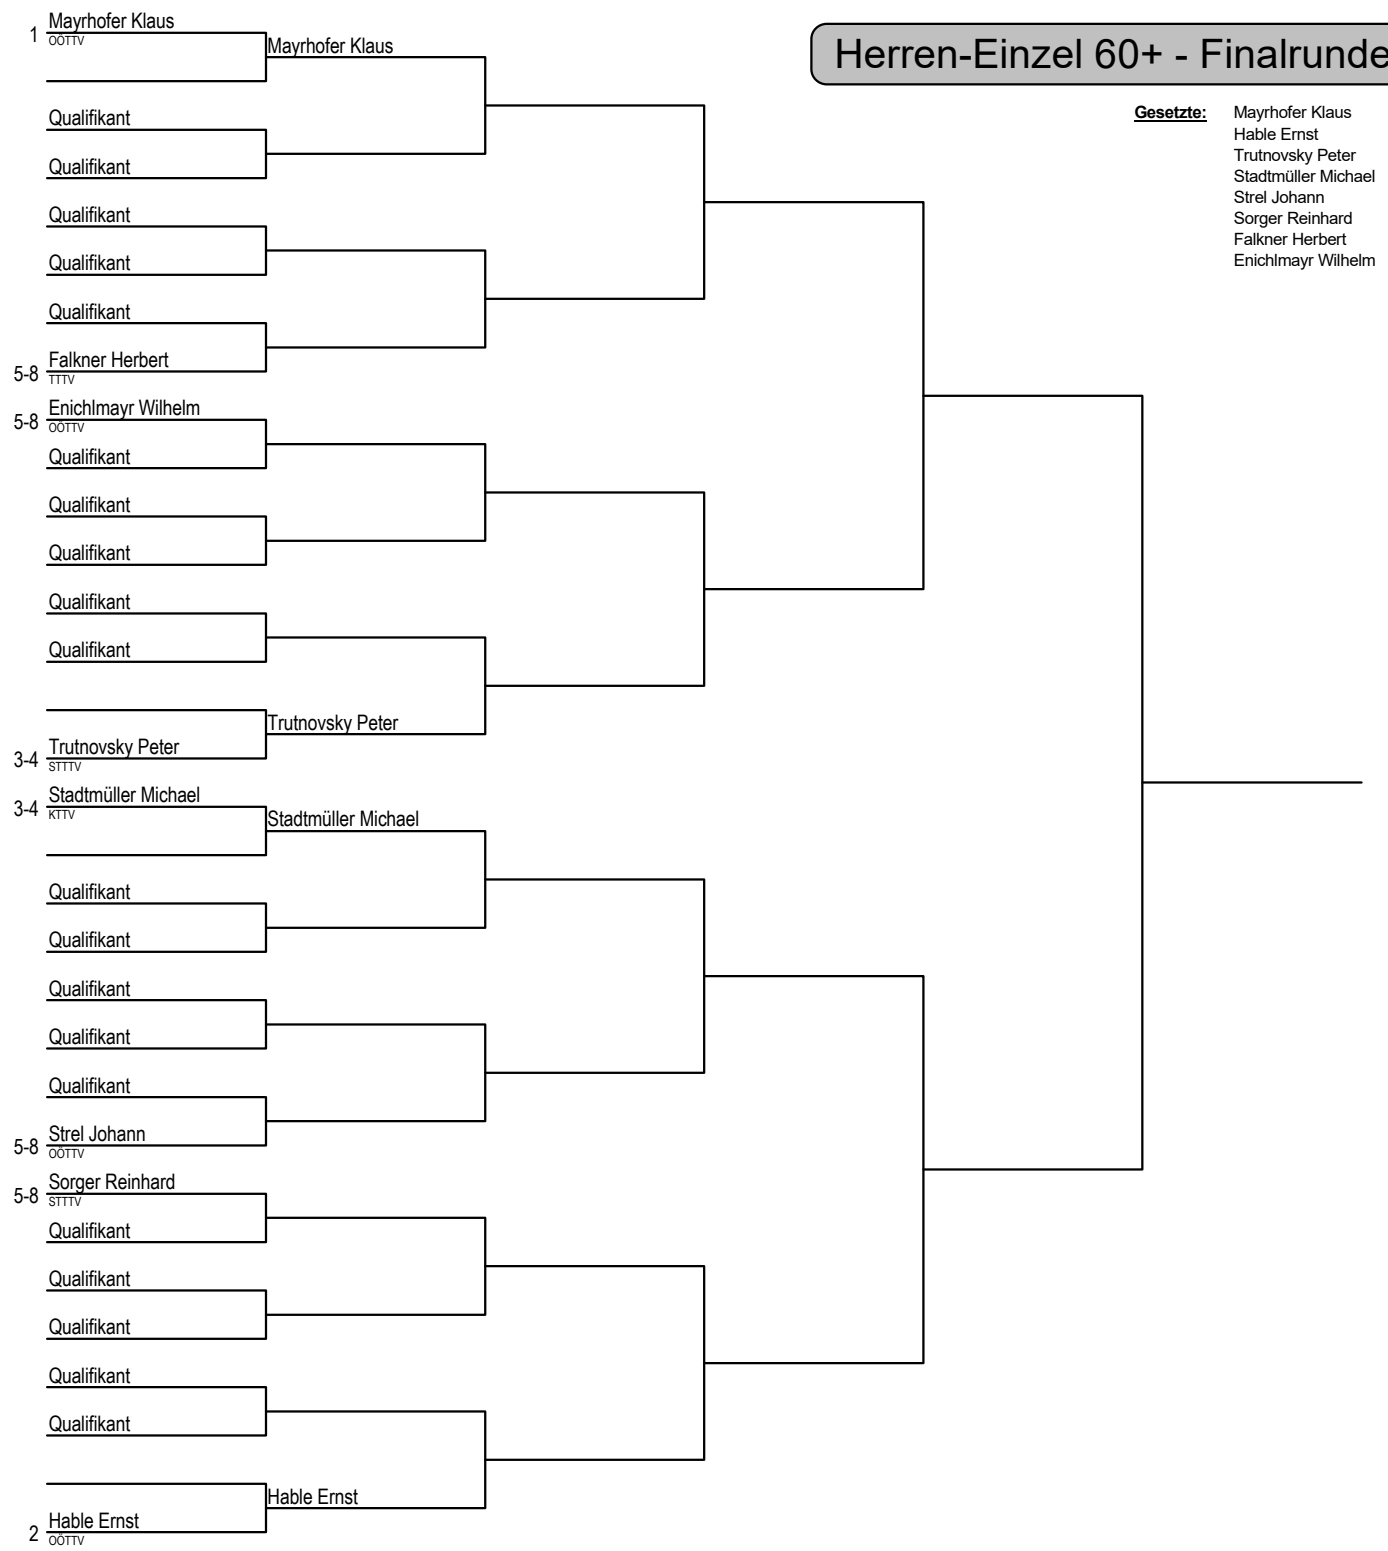 Herren-Einzel 60+ - Finalrunde
Gesetzte: Mayrhofer Klaus
Hable Ernst
Trutnovsky Peter
Stadtmüller Michael
Strel Johann
Sorger Reinhard
Falkner Herbert
Enichlmayr Wilhelm
1 Mayrhofer Klaus
OÖTTV
Mayrhofer Klaus
Qualifikant
Qualifikant
Qualifikant
Qualifikant
Qualifikant
5-8 Falkner Herbert
TTTV
5-8 Enichlmayr Wilhelm
OÖTTV
Qualifikant
Qualifikant
Qualifikant
Qualifikant
Qualifikant
Trutnovsky Peter
3-4 Trutnovsky Peter
STTTV
3-4 Stadtmüller Michael
KTTV
Stadtmüller Michael
Qualifikant
Qualifikant
Qualifikant
Qualifikant
Qualifikant
5-8 Strel Johann
OÖTTV
5-8 Sorger Reinhard
STTTV
Qualifikant
Qualifikant
Qualifikant
Qualifikant
Qualifikant
Hable Ernst
2 Hable Ernst
OÖTTV